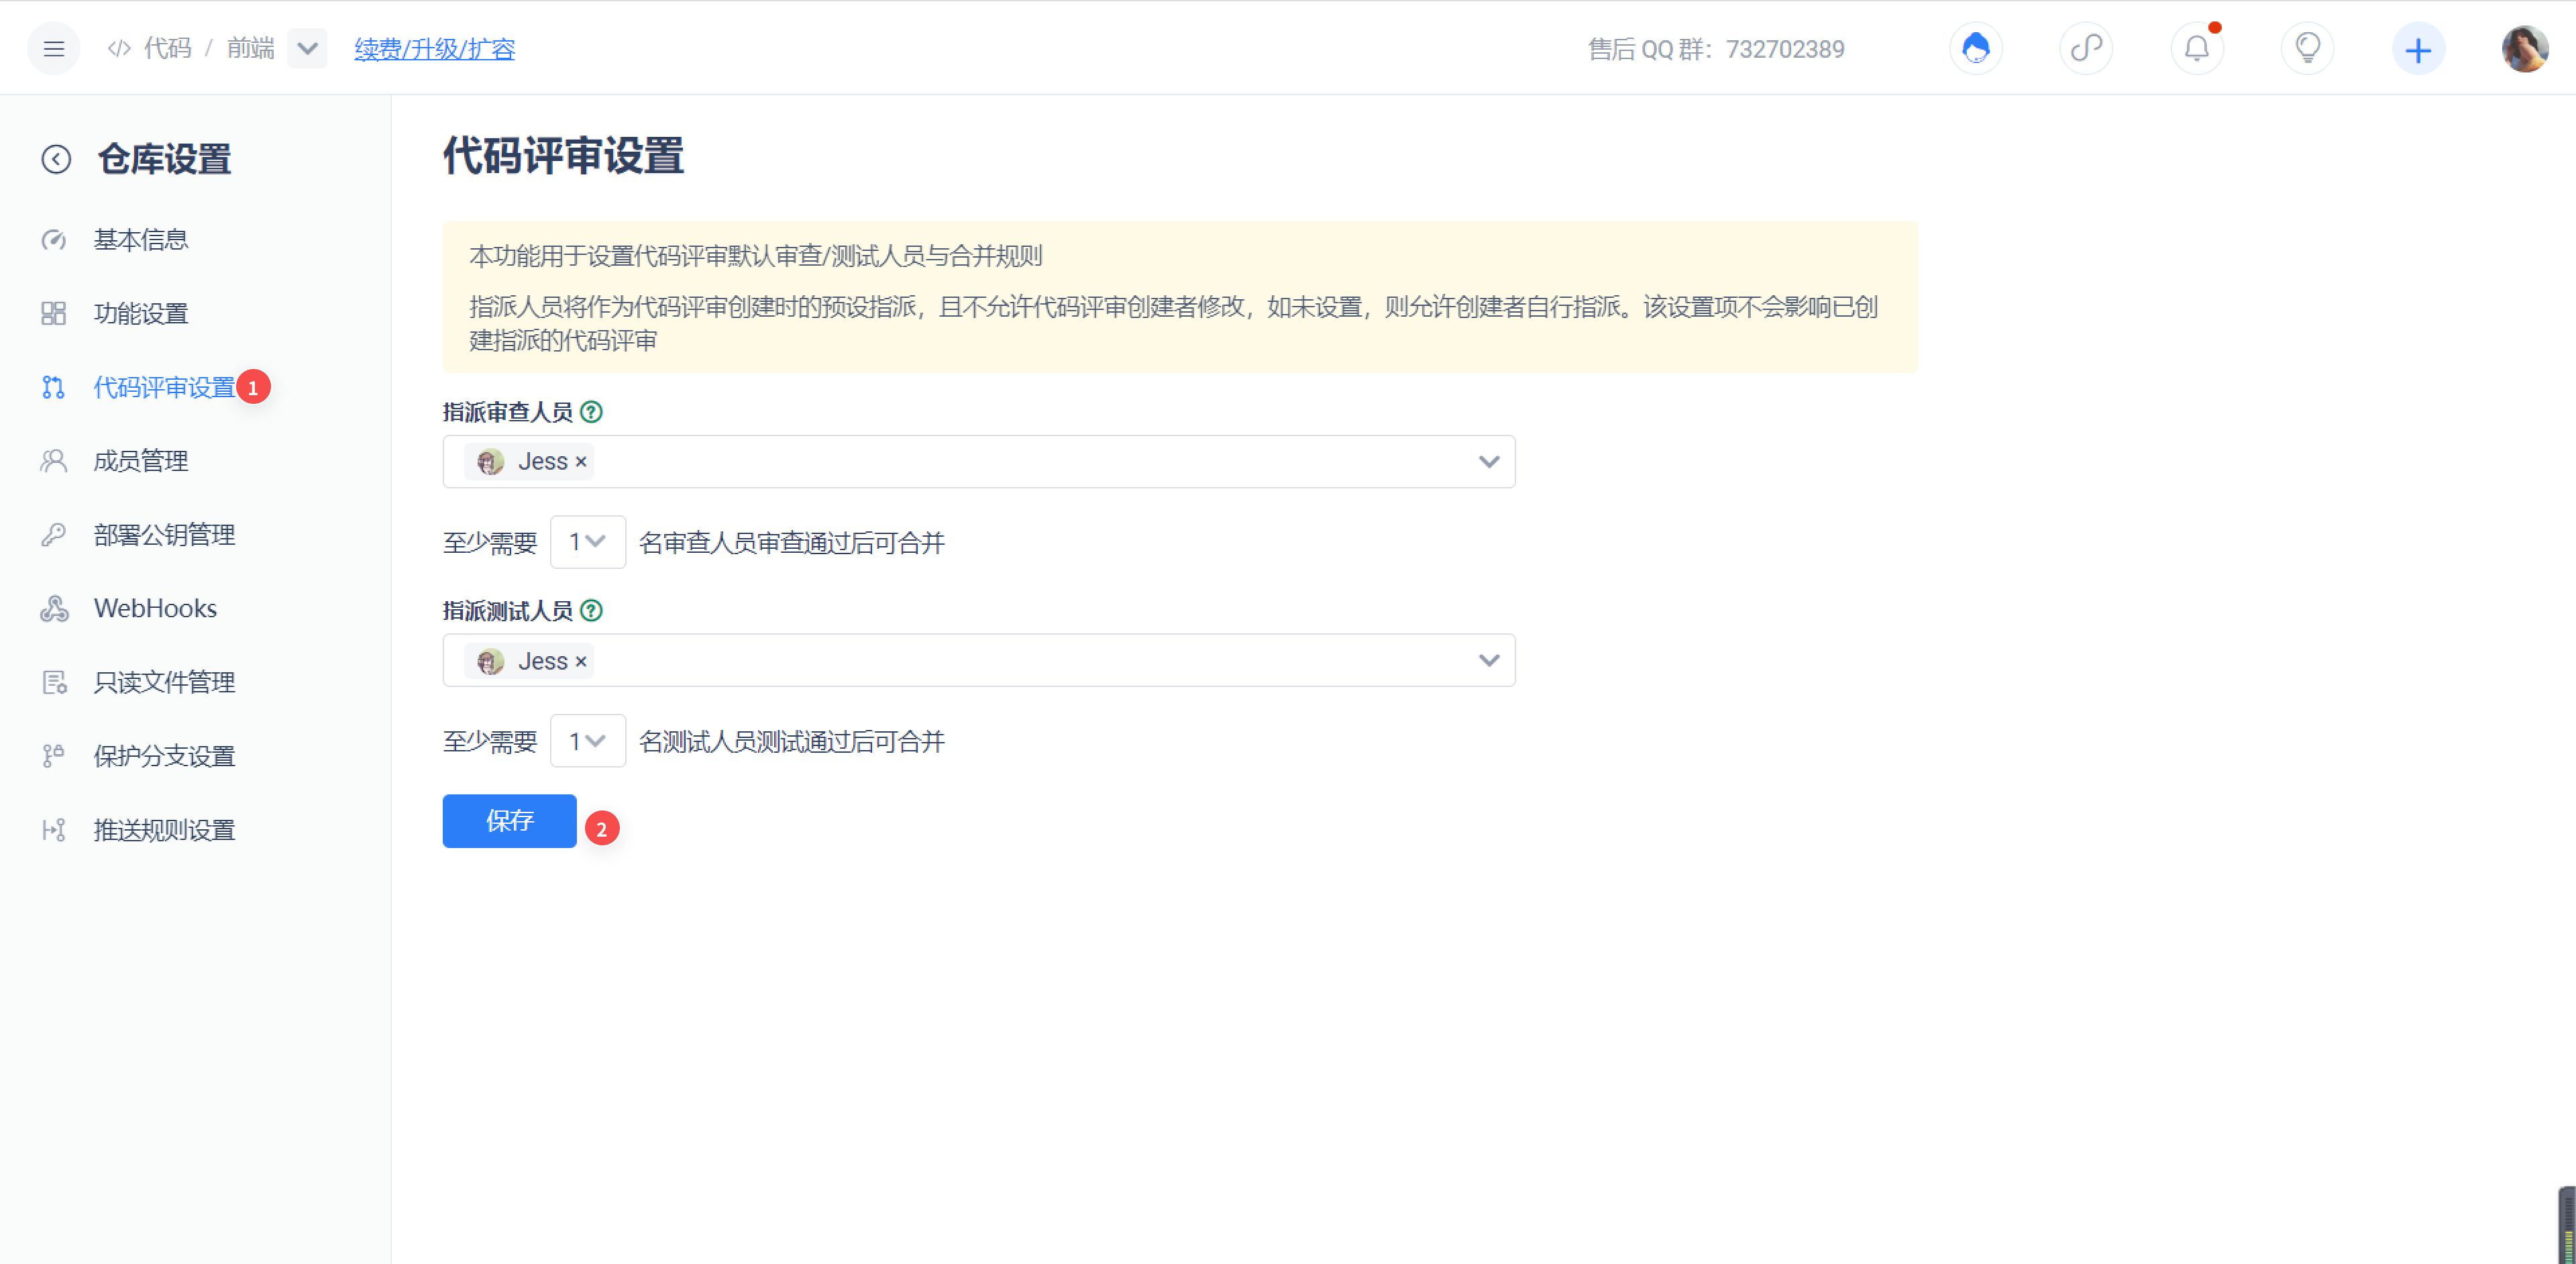 </> 代码 / 前端 续费/升级/扩容 售后 QQ 群：732702389
仓库设置
基本信息
功能设置
代码评审设置 1
成员管理
部署公钥管理
WebHooks
只读文件管理
保护分支设置
推送规则设置
代码评审设置
本功能用于设置代码评审默认审查/测试人员与合并规则
指派人员将作为代码评审创建时的预设指派，且不允许代码评审创建者修改，如未设置，则允许创建者自行指派。该设置项不会影响已创
建指派的代码评审
指派审查人员 ?
Jess ×
至少需要 1 名审查人员审查通过后可合并
指派测试人员 ?
Jess ×
至少需要 1 名测试人员测试通过后可合并
保存 2